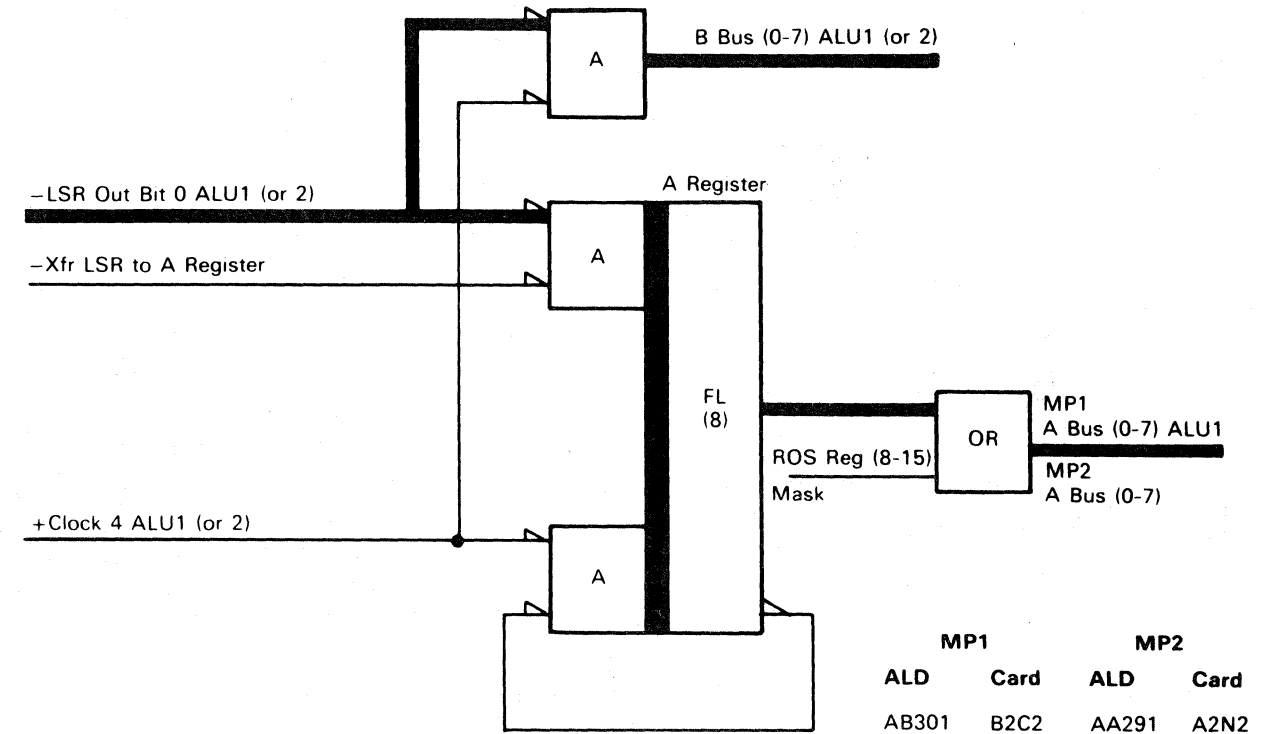 A
B Bus (0-7) ALU1 (or 2)
−LSR Out Bit 0 ALU1 (or 2)
A Register
−Xfr LSR to A Register
A
FL
(8)
OR
MP1
A Bus (0-7) ALU1
MP2
A Bus (0-7)
ROS Reg (8-15)
Mask
+Clock 4 ALU1 (or 2)
A
MP1 MP2
ALD Card ALD Card
AB301 B2C2 AA291 A2N2